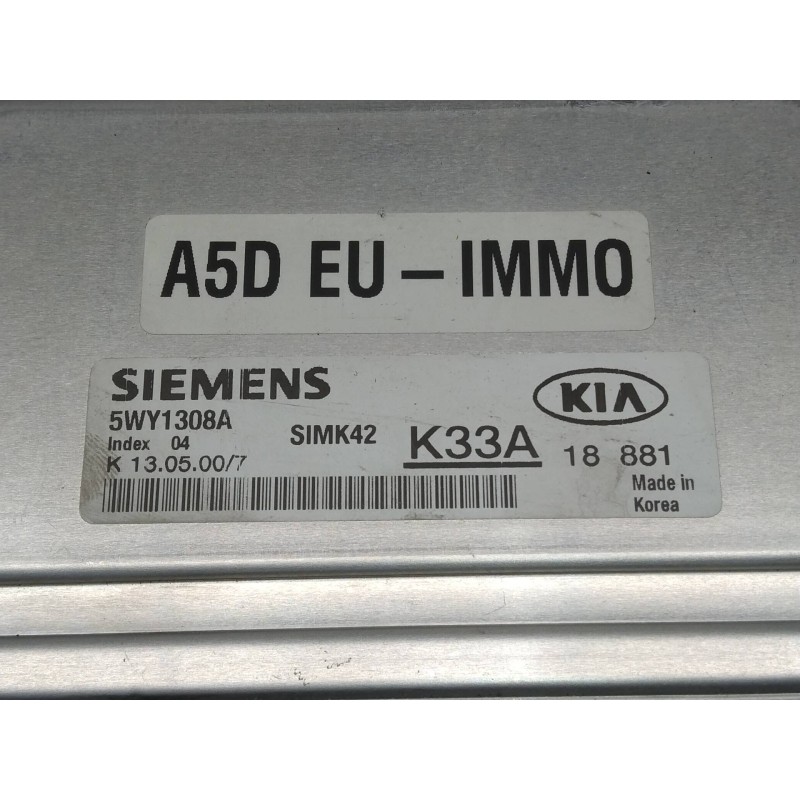 A5D EU – IMMO
SIEMENS
KIA
5WY1308A
Index 04
SIMK42
K33A
18 881
K 13.05.00/7
Made in
Korea